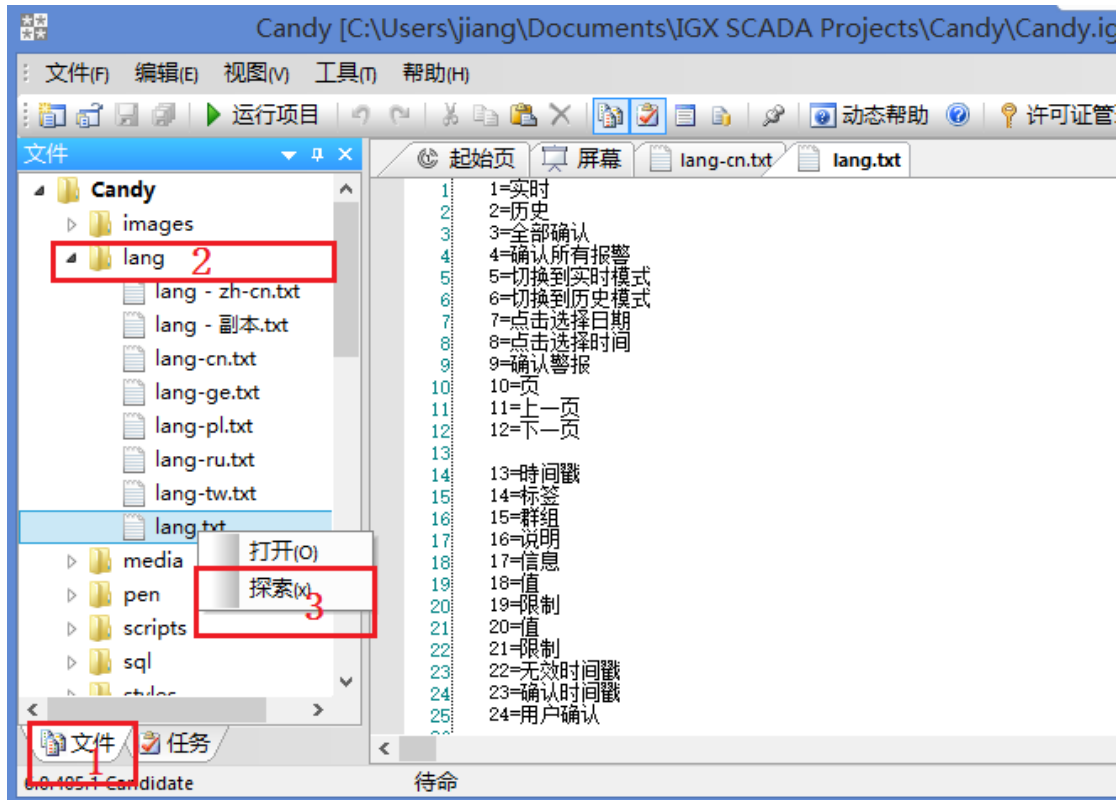 Candy [C:\Users\jiang\Documents\IGX SCADA Projects\Candy\Candy.ig
文件(F) 编辑(E) 视图(V) 工具(T) 帮助(H)
运行项目 动态帮助 许可证管
文件
起始页 屏幕 lang-cn.txt lang.txt
Candy
images
lang 2
lang - zh-cn.txt
lang - 副本.txt
lang-cn.txt
lang-ge.txt
lang-pl.txt
lang-ru.txt
lang-tw.txt
lang.txt
media
pen
scripts
sql
styles
打开(O)
探索(x) 3
1 1=实时
2 2=历史
3 3=全部确认
4 4=确认所有报警
5 5=切换到实时模式
6 6=切换到历史模式
7 7=点击选择日期
8 8=点击选择时间
9 9=确认警报
10 10=页
11 11=上一页
12 12=下一页
13
14 13=時间戳
15 14=标签
16 15=群组
17 16=说明
18 17=信息
19 18=值
20 19=限制
21 20=值
22 21=限制
23 22=无效时间戳
24 23=确认时间戳
25 24=用户确认
文件 任务
1
6.0.405.1 Candidate 待命